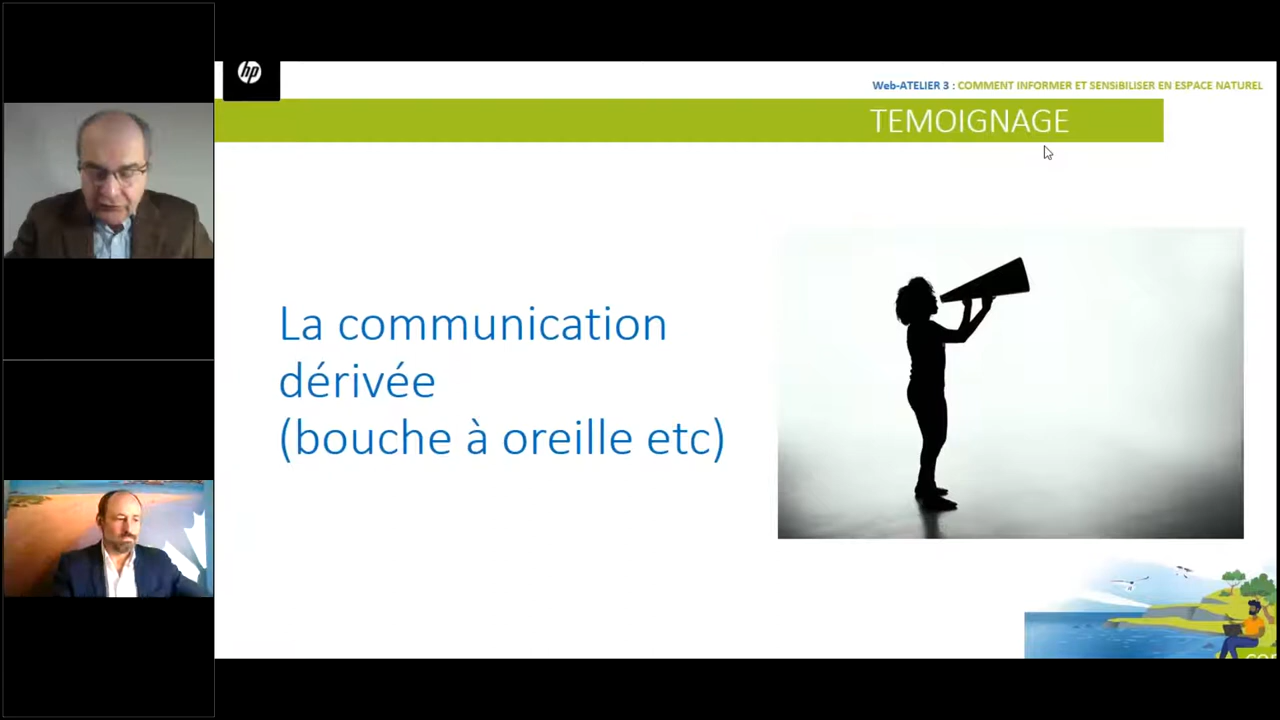 hp
Web-ATELIER 3 : COMMENT INFORMER ET SENSiBILISER EN ESPACE NATUREL
TEMOIGNAGE
La communication
dérivée
(bouche à oreille etc)